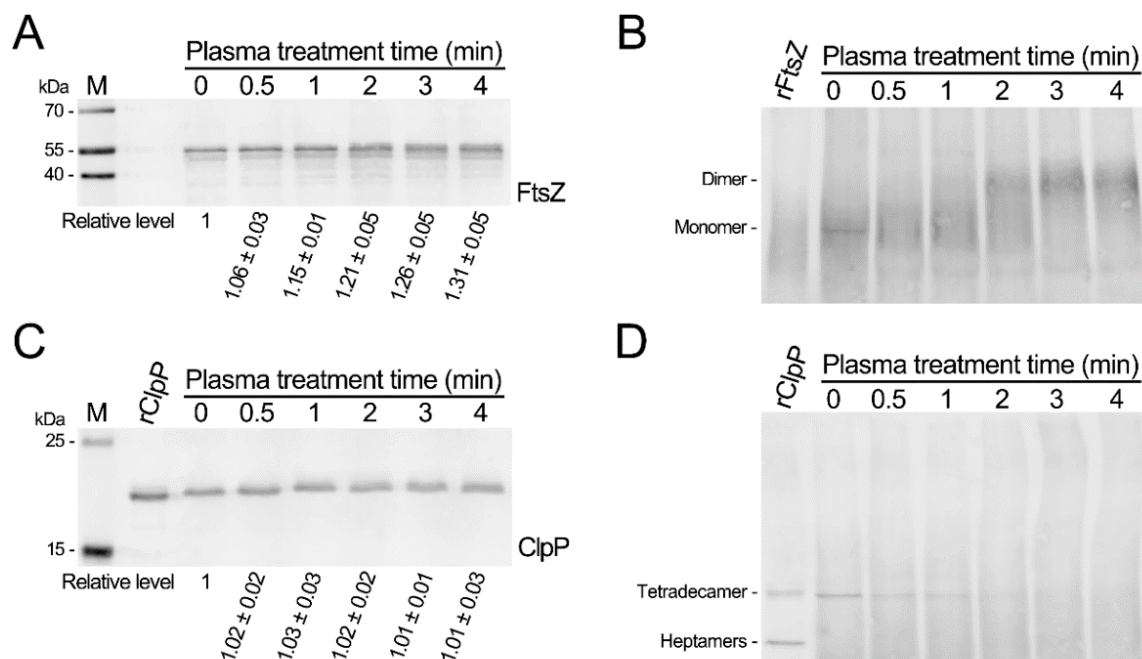 A
Plasma treatment time (min)
kDa M 0 0.5 1 2 3 4
70 -
55 -
40 -
FtsZ
Relative level 1 1.06 ± 0.03 1.15 ± 0.01 1.21 ± 0.05 1.26 ± 0.05 1.31 ± 0.05
B
rFtsZ
Plasma treatment time (min)
0 0.5 1 2 3 4
Dimer -
Monomer -
C
rClpP
Plasma treatment time (min)
kDa M 0 0.5 1 2 3 4
25 -
15 -
ClpP
Relative level 1 1.02 ± 0.02 1.03 ± 0.03 1.02 ± 0.02 1.01 ± 0.01 1.01 ± 0.03
D
rClpP
Plasma treatment time (min)
0 0.5 1 2 3 4
Tetradecamer -
Heptamers -